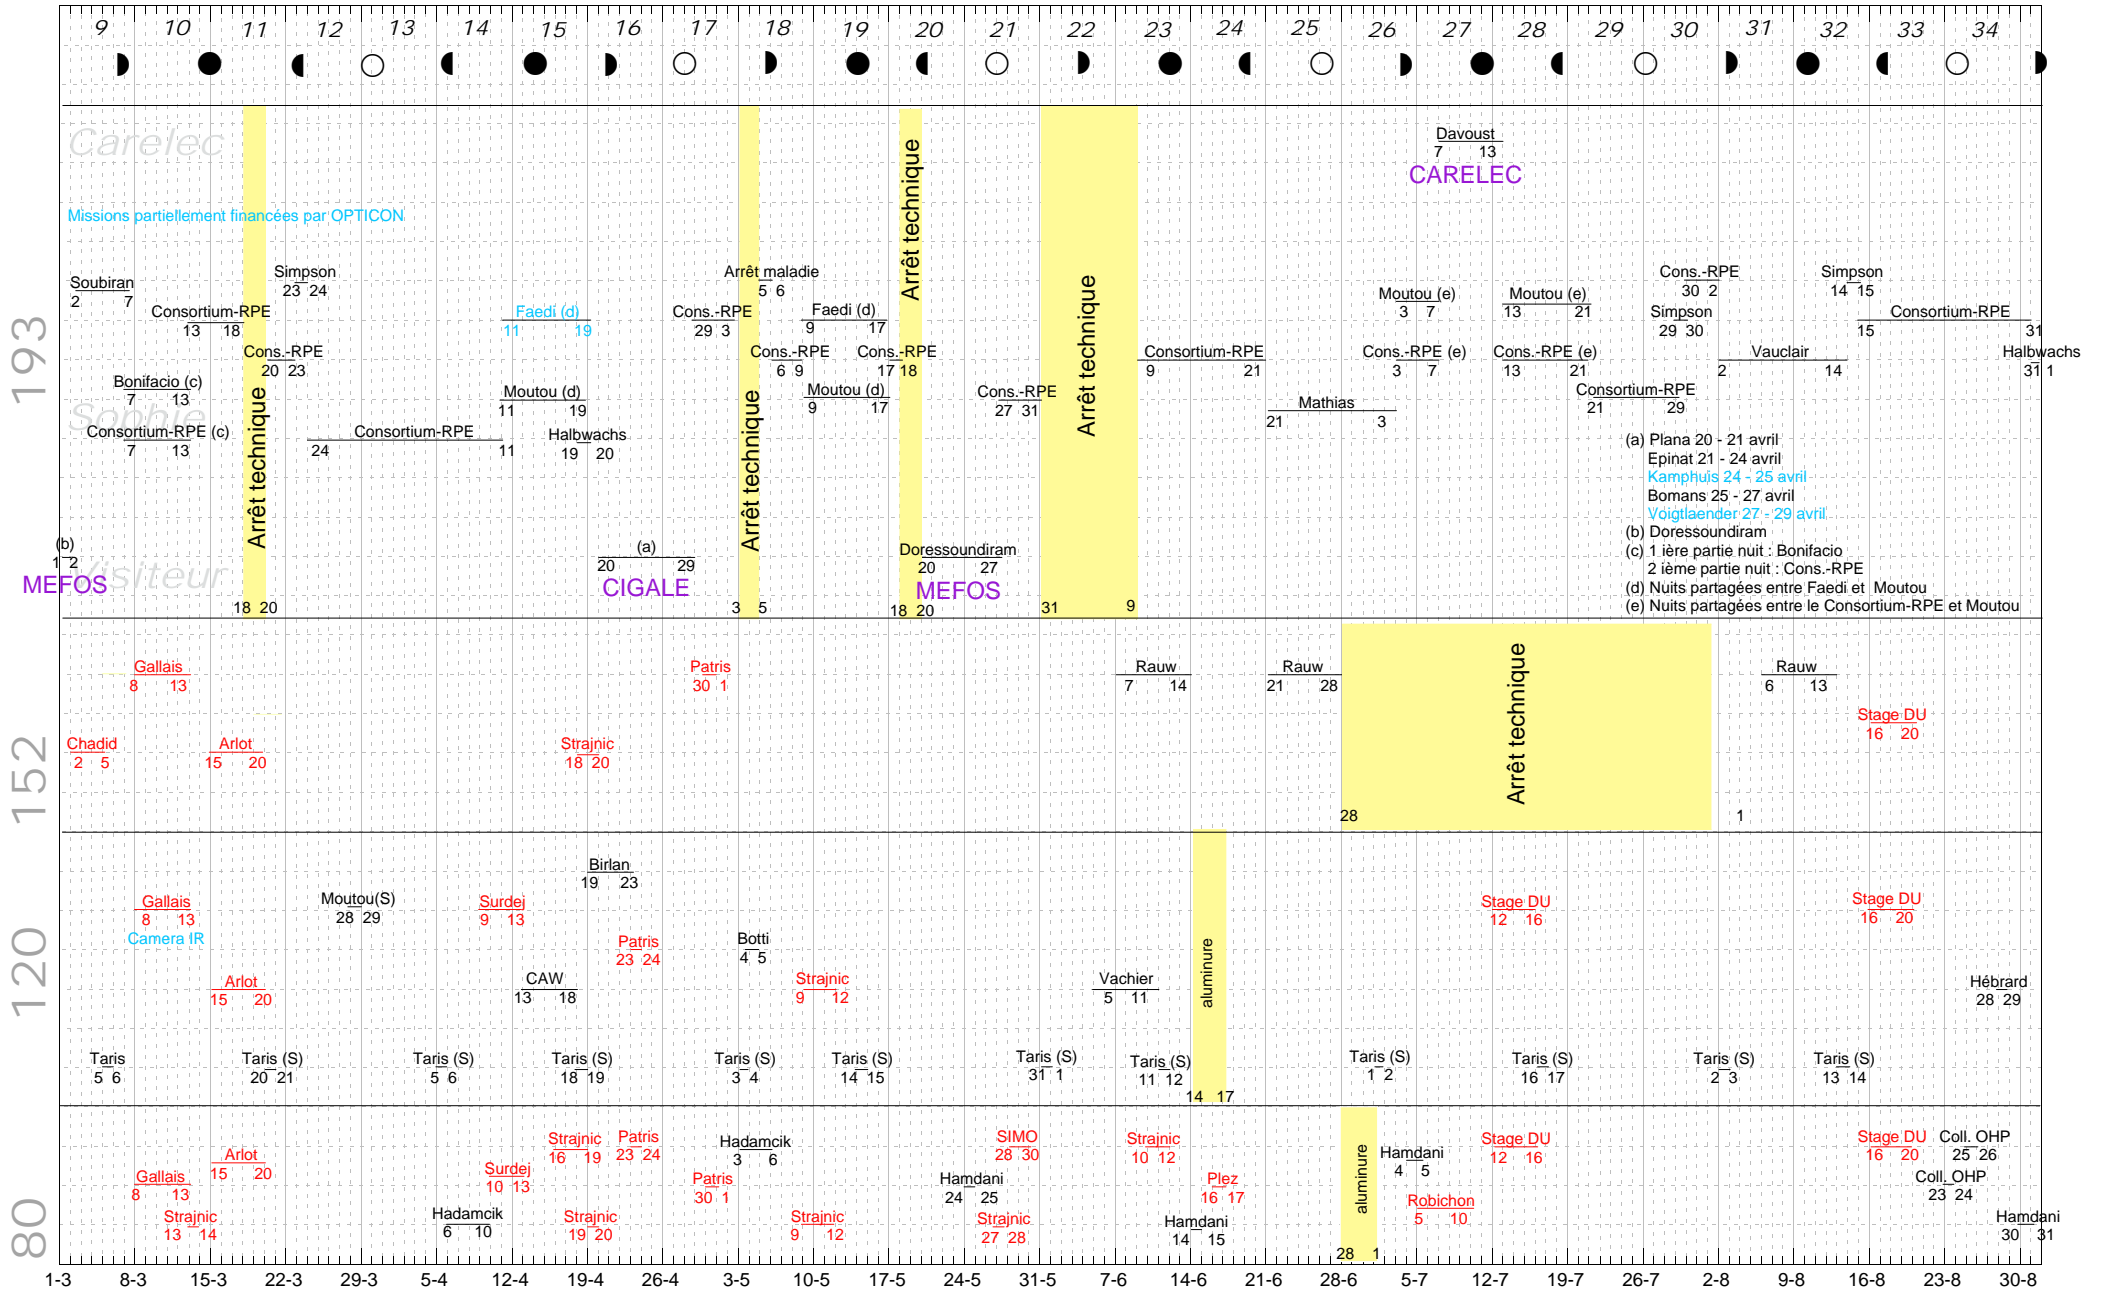 9 10 11 12 13 14 15 16 17 18 19 20 21 22 23 24 25 26 27 28 29 30 31 32 33 34
193
Carelec
Missions partiellement financées par OPTICON
Davoust
7 13
CARELEC
Soubiran
2 7
Simpson
23 24
Consortium-RPE
13 18
Cons.-RPE
20 23
Bonifacio (c)
7 13
Sophie
Consortium-RPE (c)
7 13
Consortium-RPE
24 11
Arrêt technique
18 20
Faedi (d)
11 19
Moutou (d)
11 19
Halbwachs
19 20
Cons.-RPE
29 3
Arrêt maladie
5 6
Arrêt technique
3 5
Faedi (d)
9 17
Cons.-RPE
6 9
Cons.-RPE
17 18
Moutou (d)
9 17
Arrêt technique
18 20
Cons.-RPE
27 31
Arrêt technique
31 9
Consortium-RPE
9 21
Mathias
21 3
Moutou (e)
3 7
Cons.-RPE (e)
3 7
Moutou (e)
13 21
Cons.-RPE (e)
13 21
Consortium-RPE
21 29
Cons.-RPE
30 2
Simpson
29 30
Vauclair
2 14
Simpson
14 15
Consortium-RPE
15 31
Halbwachs
31 1
Visiteur
(b)
1 2
MEFOS
(a)
20 29
CIGALE
Doressoundiram
20 27
MEFOS
(a) Plana 20 - 21 avril
Epinat 21 - 24 avril
Kamphuis 24 - 25 avril
Bomans 25 - 27 avril
Voigtlaender 27 - 29 avril
(b) Doressoundiram
(c) 1 ière partie nuit : Bonifacio
2 ième partie nuit : Cons.-RPE
(d) Nuits partagées entre Faedi et Moutou
(e) Nuits partagées entre le Consortium-RPE et Moutou
152
Gallais
8 13
Patris
30 1
Rauw
7 14
Rauw
21 28
Rauw
6 13
Chadid
2 5
Arlot
15 20
Strajnic
18 20
Stage DU
16 20
Arrêt technique
28 1
120
Birlan
19 23
Gallais
8 13
Camera IR
Moutou(S)
28 29
Surdej
9 13
Stage DU
12 16
Stage DU
16 20
Patris
23 24
Botti
4 5
Arlot
15 20
CAW
13 18
Strajnic
9 12
Vachier
5 11
Hébrard
28 29
aluminure
14 17
Taris
5 6
Taris (S)
20 21
Taris (S)
5 6
Taris (S)
18 19
Taris (S)
3 4
Taris (S)
14 15
Taris (S)
31 1
Taris (S)
11 12
Taris (S)
1 2
Taris (S)
16 17
Taris (S)
2 3
Taris (S)
13 14
80
Arlot
15 20
Gallais
8 13
Strajnic
13 14
Surdej
10 13
Hadamcik
6 10
Strajnic
16 19
Patris
23 24
Strajnic
19 20
Hadamcik
3 6
Patris
30 1
Strajnic
9 12
SIMO
28 30
Hamdani
24 25
Strajnic
27 28
Strajnic
10 12
Plez
16 17
Hamdani
14 15
aluminure
28 1
Hamdani
4 5
Robichon
5 10
Stage DU
12 16
Stage DU
16 20
Coll. OHP
25 26
Coll. OHP
23 24
Hamdani
30 31
1-3 8-3 15-3 22-3 29-3 5-4 12-4 19-4 26-4 3-5 10-5 17-5 24-5 31-5 7-6 14-6 21-6 28-6 5-7 12-7 19-7 26-7 2-8 9-8 16-8 23-8 30-8